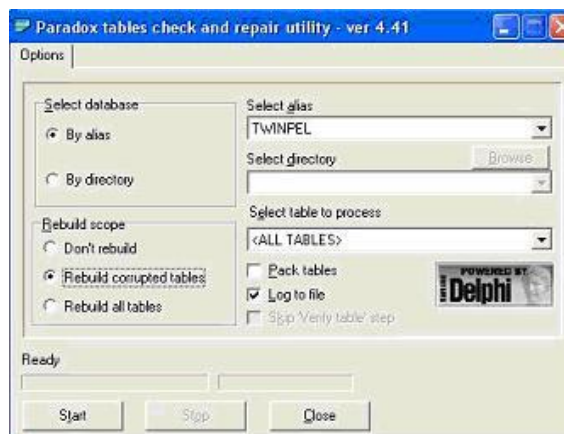 Paradox tables check and repair utility - ver 4.41
Options
Select database
By alias
By directory
Select alias
TWINPEL
Select directory
Browse
Rebuild scope
Don't rebuild
Rebuild corrupted tables
Rebuild all tables
Select table to process
<ALL TABLES>
Pack tables
Log to file
Skip 'Verify table' step
POWERED BY
Delphi
Ready
Start
Stop
Close